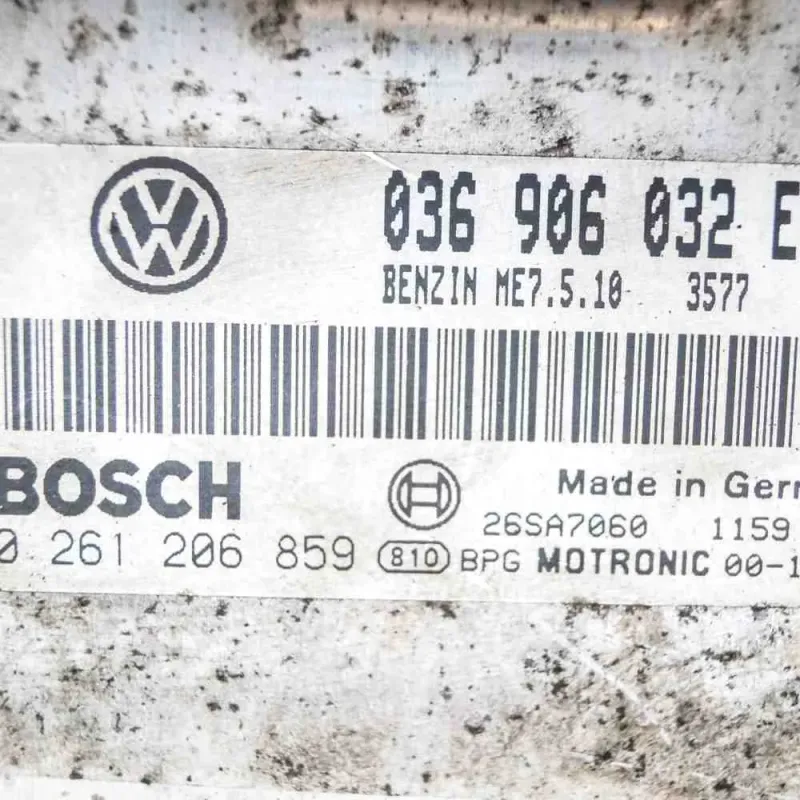 036 906 032 E
BENZIN ME7.5.10 3577
BOSCH
Made in Gerr
26SA7060 1159
0 261 206 859 810 BPG MOTRONIC 00-1